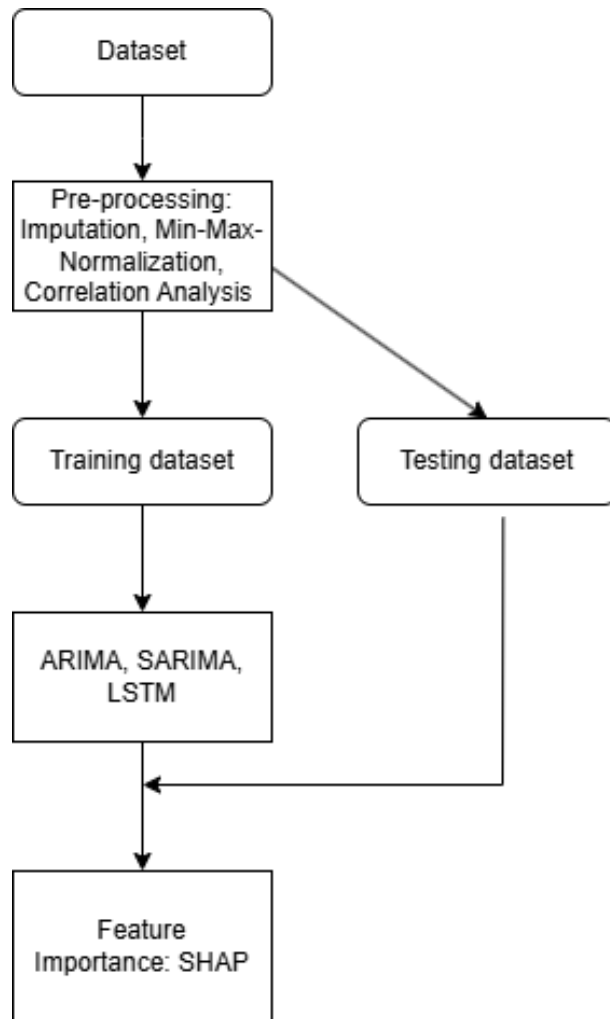 Dataset
Pre-processing:
Imputation, Min-Max-
Normalization,
Correlation Analysis
Training dataset
Testing dataset
ARIMA, SARIMA,
LSTM
Feature
Importance: SHAP